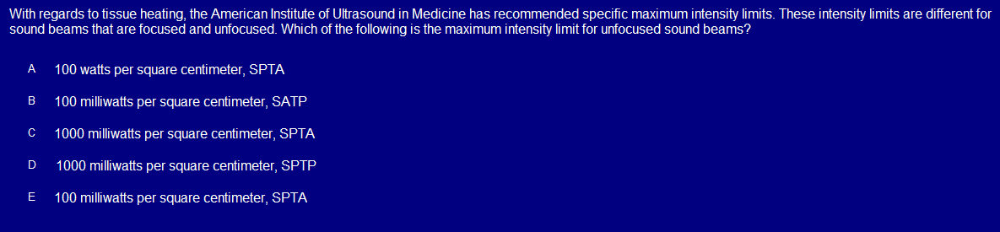 With regards to tissue heating, the American Institute of Ultrasound in Medicine has recommended specific maximum intensity limits. These intensity limits are different for
sound beams that are focused and unfocused. Which of the following is the maximum intensity limit for unfocused sound beams?
A 100 watts per square centimeter, SPTA
B 100 milliwatts per square centimeter, SATP
C 1000 milliwatts per square centimeter, SPTA
D 1000 milliwatts per square centimeter, SPTP
E 100 milliwatts per square centimeter, SPTA